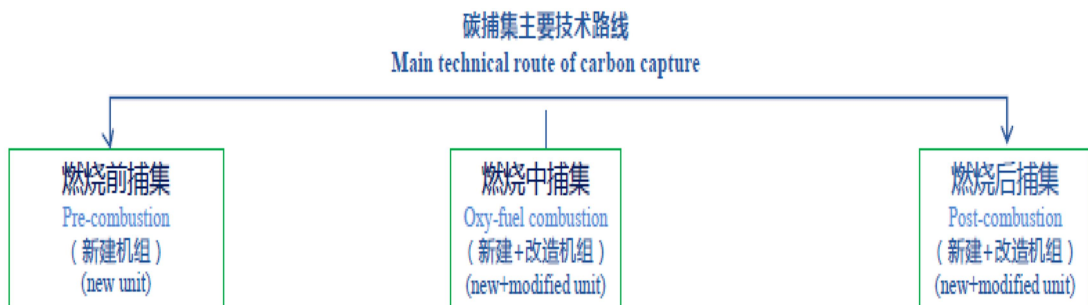 碳捕集主要技术路线
Main technical route of carbon capture
燃烧前捕集
Pre-combustion
（新建机组）
(new unit)
燃烧中捕集
Oxy-fuel combustion
（新建+改造机组）
(new+modified unit)
燃烧后捕集
Post-combustion
（新建+改造机组）
(new+modified unit)